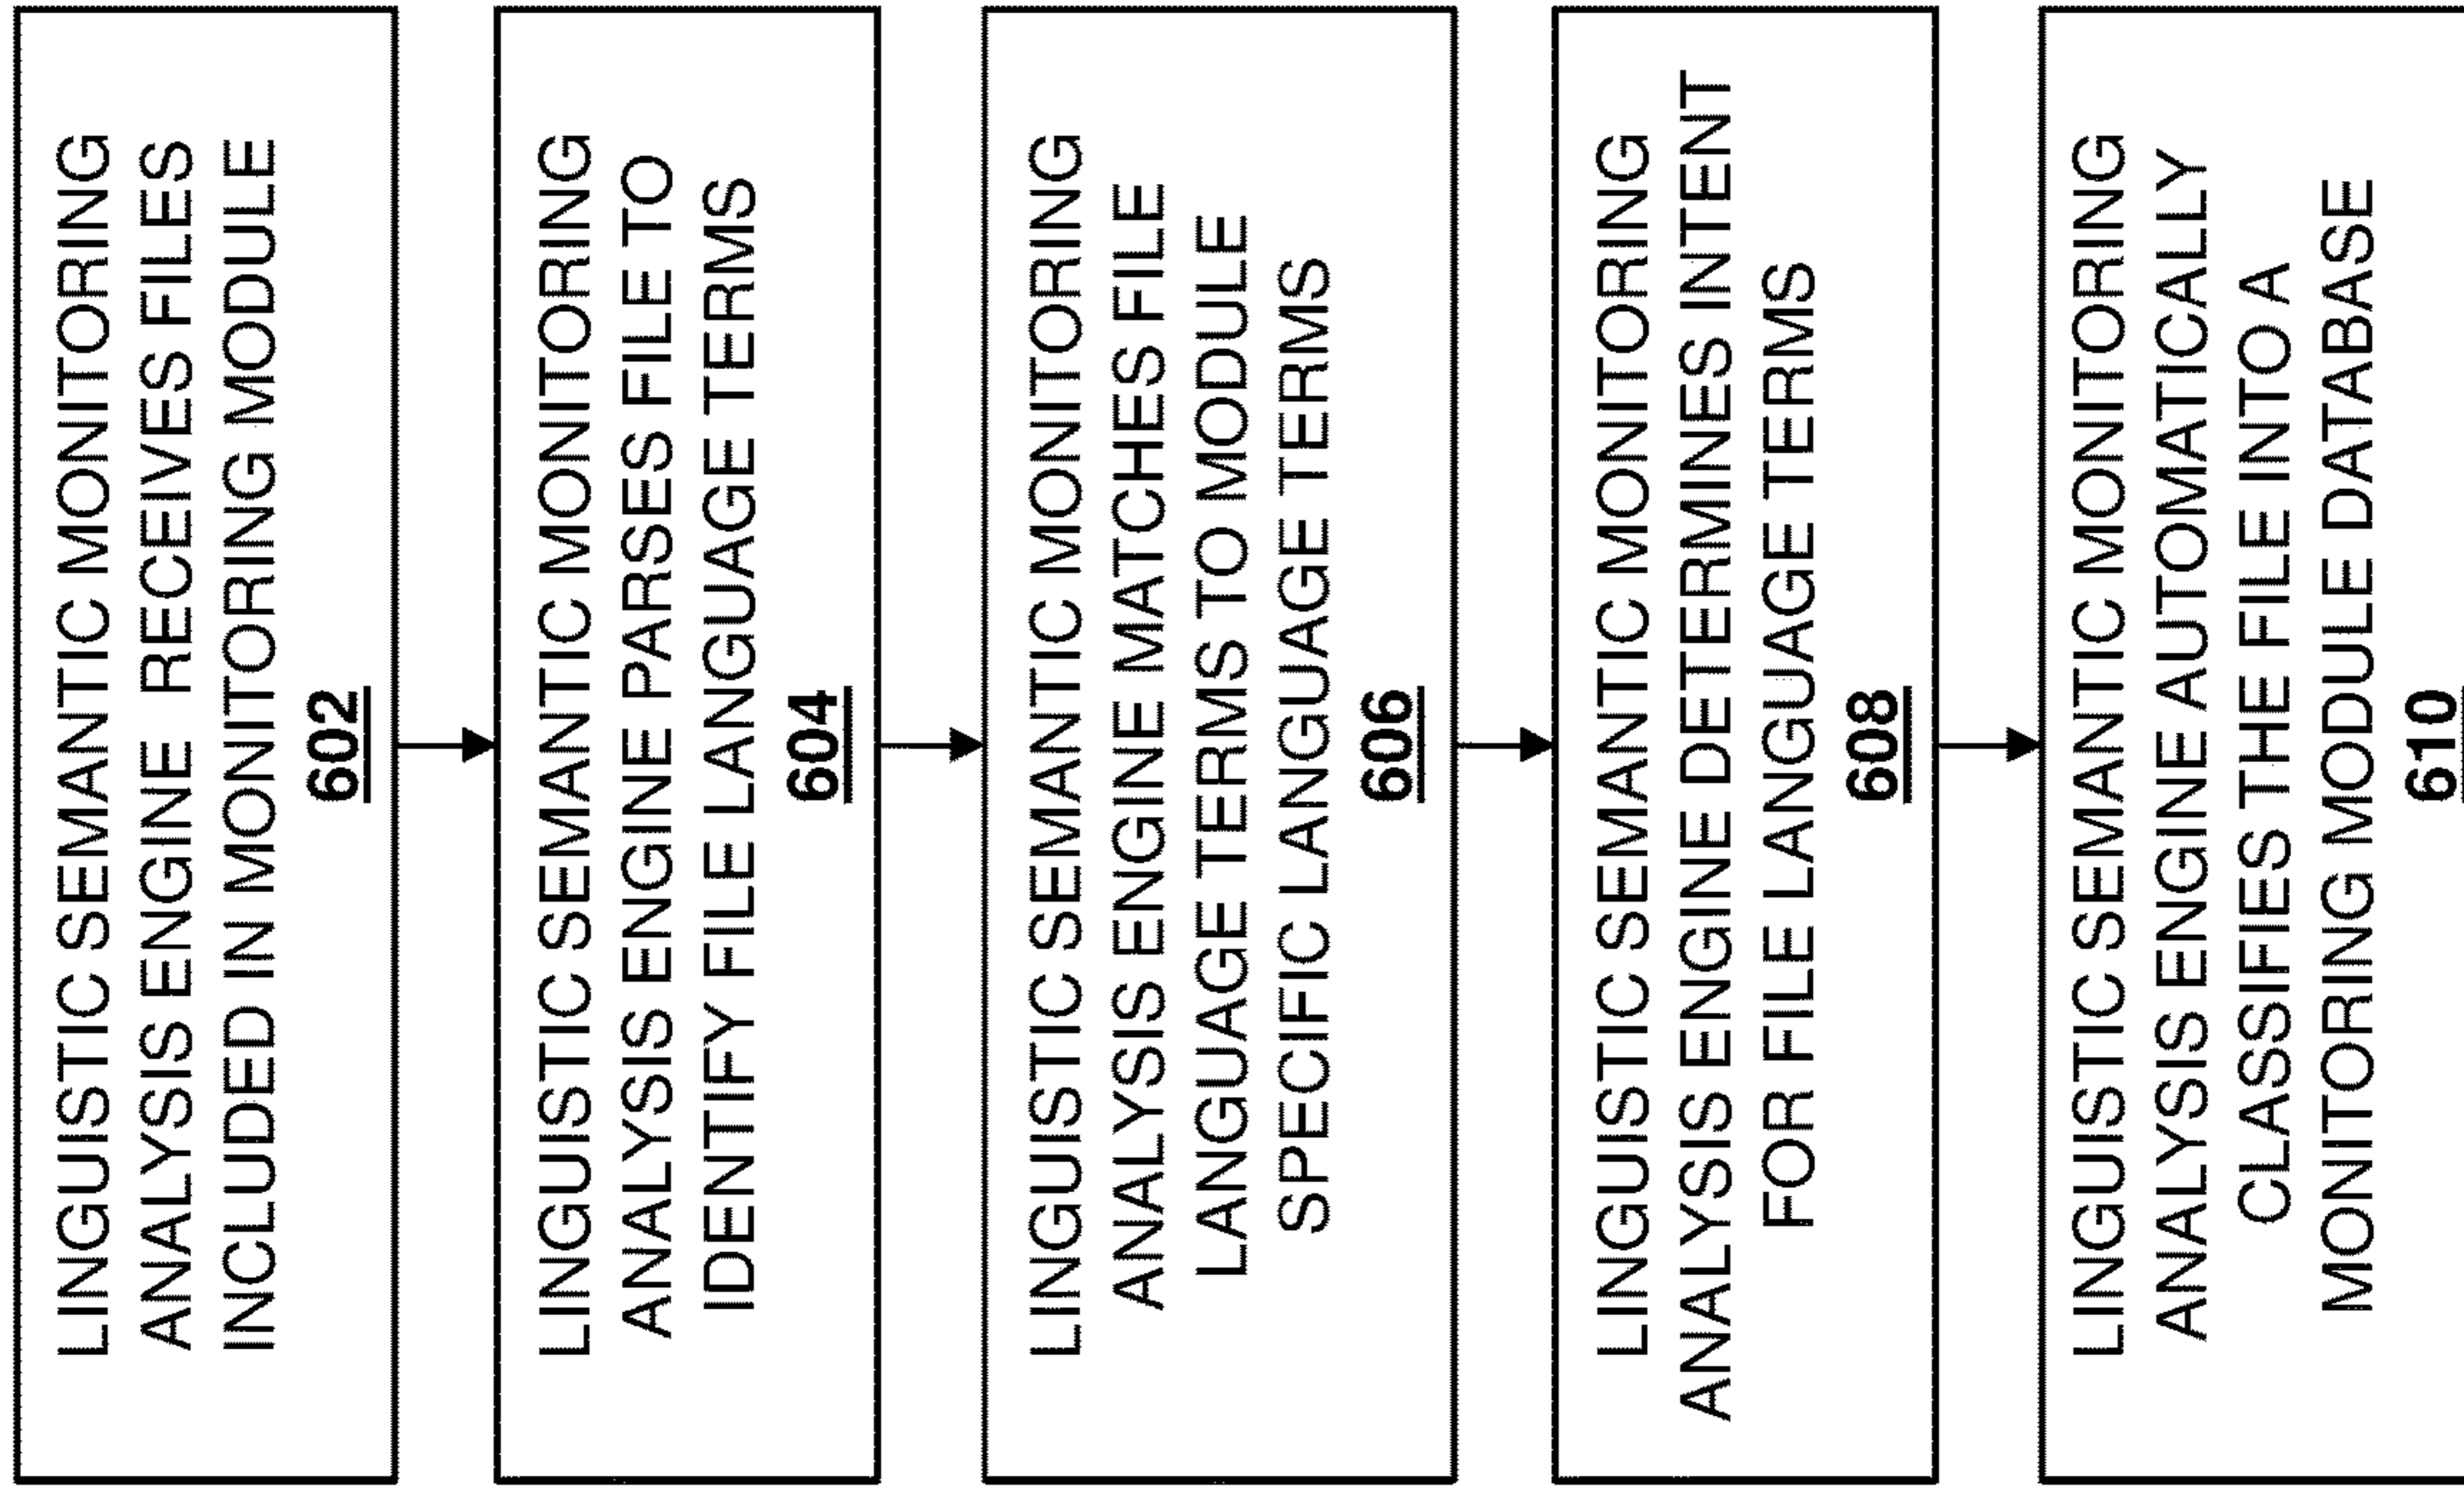 LINGUISTIC SEMANTIC MONITORING
ANALYSIS ENGINE RECEIVES FILES
INCLUDED IN MONITORING MODULE
602
LINGUISTIC SEMANTIC MONITORING
ANALYSIS ENGINE PARSES FILE TO
IDENTIFY FILE LANGUAGE TERMS
604
LINGUISTIC SEMANTIC MONITORING
ANALYSIS ENGINE MATCHES FILE
LANGUAGE TERMS TO MODULE
SPECIFIC LANGUAGE TERMS
606
LINGUISTIC SEMANTIC MONITORING
ANALYSIS ENGINE DETERMINES INTENT
FOR FILE LANGUAGE TERMS
608
LINGUISTIC SEMANTIC MONITORING
ANALYSIS ENGINE AUTOMATICALLY
CLASSIFIES THE FILE INTO A
MONITORING MODULE DATABASE
610